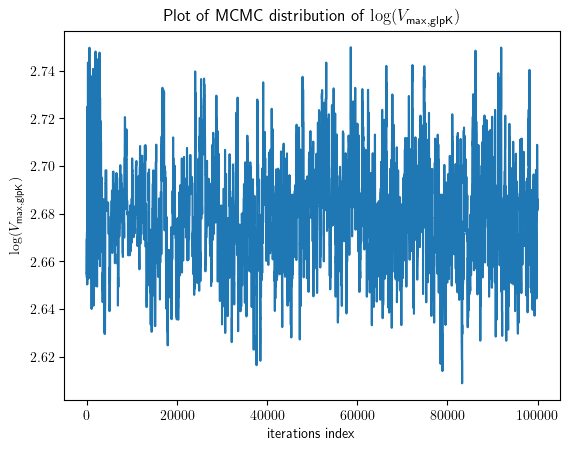 Plot of MCMC distribution of log(V_max,glpK)
2.74
2.72
2.70
2.68
2.66
2.64
2.62
log(V_max,glpK)
0 20000 40000 60000 80000 100000
iterations index